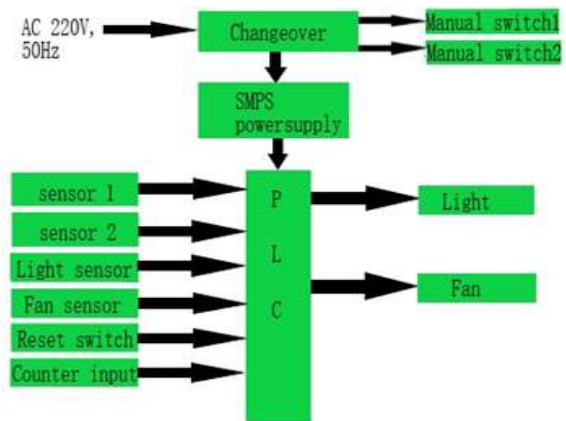 AC 220V,
50Hz
Changeover
Manual switch1
Manual switch2
SMPS
powersupply
sensor 1
sensor 2
Light sensor
Fan sensor
Reset switch
Counter input
P
L
C
Light
Fan